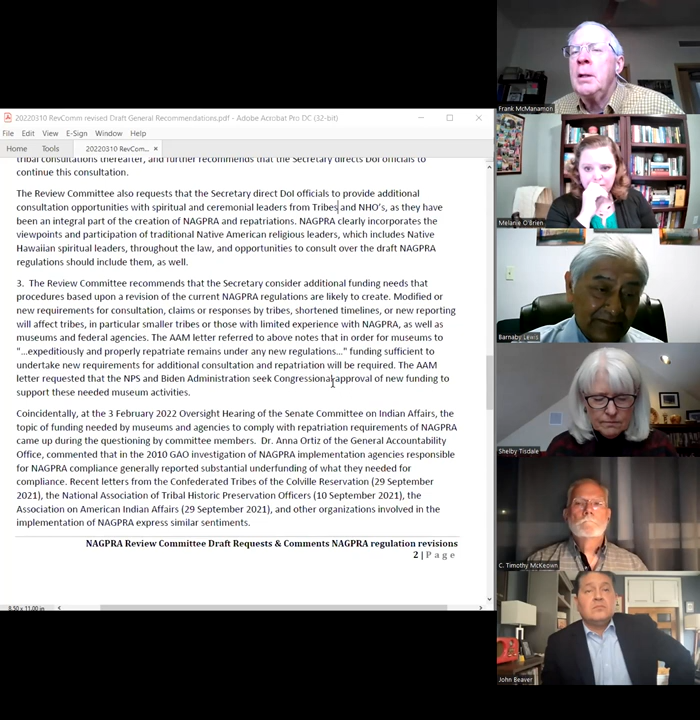 20220310 RevComm revised Draft General Recommendations.pdf - Adobe Acrobat Pro DC (32-bit)
File Edit View E-Sign Window Help
Home Tools 20220310 RevCom... ×
tribal consultations thereafter, and further recommends that the Secretary directs DoI officials to
continue this consultation.
The Review Committee also requests that the Secretary direct DoI officials to provide additional
consultation opportunities with spiritual and ceremonial leaders from Tribes and NHO's, as they have
been an integral part of the creation of NAGPRA and repatriations. NAGPRA clearly incorporates the
viewpoints and participation of traditional Native American religious leaders, which includes Native
Hawaiian spiritual leaders, throughout the law, and opportunities to consult over the draft NAGPRA
regulations should include them, as well.
3. The Review Committee recommends that the Secretary consider additional funding needs that
procedures based upon a revision of the current NAGPRA regulations are likely to create. Modified or
new requirements for consultation, claims or responses by tribes, shortened timelines, or new reporting
will affect tribes, in particular smaller tribes or those with limited experience with NAGPRA, as well as
museums and federal agencies. The AAM letter referred to above notes that in order for museums to
"...expeditiously and properly repatriate remains under any new regulations..." funding sufficient to
undertake new requirements for additional consultation and repatriation will be required. The AAM
letter requested that the NPS and Biden Administration seek Congressional approval of new funding to
support these needed museum activities.
Coincidentally, at the 3 February 2022 Oversight Hearing of the Senate Committee on Indian Affairs, the
topic of funding needed by museums and agencies to comply with repatriation requirements of NAGPRA
came up during the questioning by committee members. Dr. Anna Ortiz of the General Accountability
Office, commented that in the 2010 GAO investigation of NAGPRA implementation agencies responsible
for NAGPRA compliance generally reported substantial underfunding of what they needed for
compliance. Recent letters from the Confederated Tribes of the Colville Reservation (29 September
2021), the National Association of Tribal Historic Preservation Officers (10 September 2021), the
Association on American Indian Affairs (29 September 2021), and other organizations involved in the
implementation of NAGPRA express similar sentiments.
NAGPRA Review Committee Draft Requests & Comments NAGPRA regulation revisions
2 | P a g e
8.50 x 11.00 in
Frank McManamon
Melanie O'Brien
Barnaby Lewis
Shelby Tisdale
C. Timothy McKeown
John Beaver